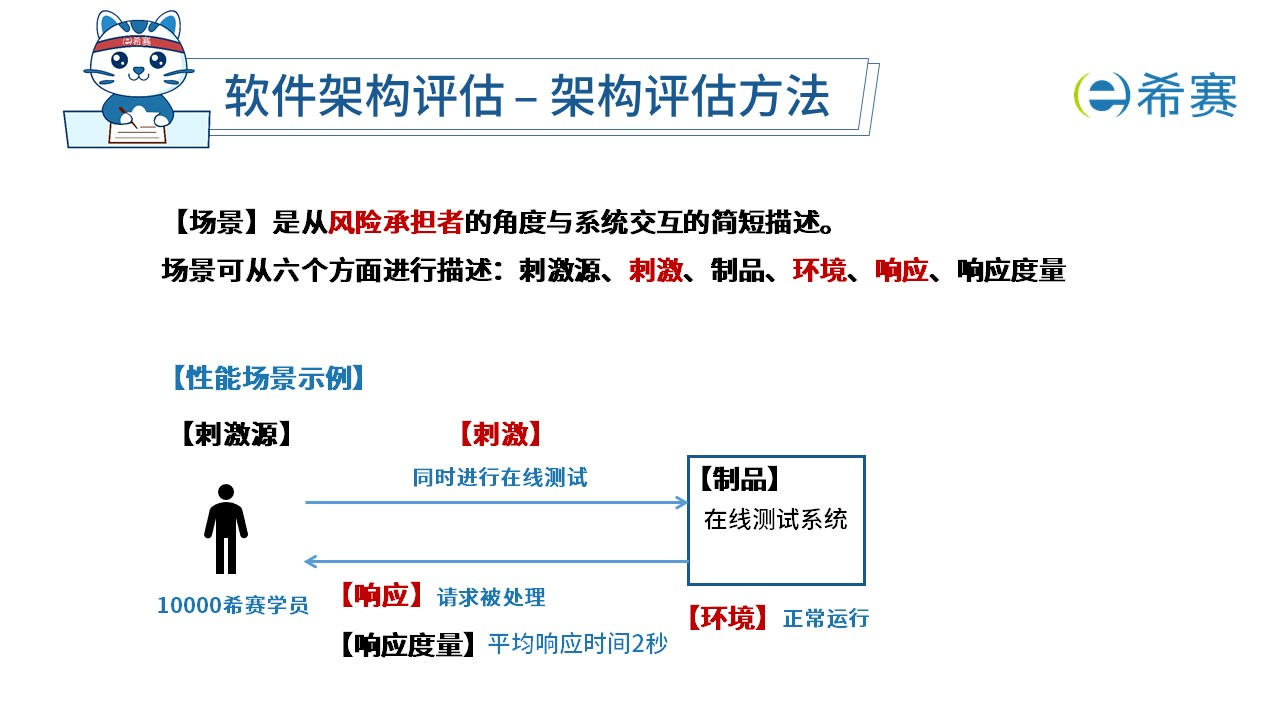 希赛
软件架构评估 – 架构评估方法
希赛
【场景】是从风险承担者的角度与系统交互的简短描述。
场景可从六个方面进行描述：刺激源、刺激、制品、环境、响应、响应度量
【性能场景示例】
【刺激源】
【刺激】
同时进行在线测试
【制品】
在线测试系统
10000希赛学员
【响应】 请求被处理
【环境】 正常运行
【响应度量】 平均响应时间2秒